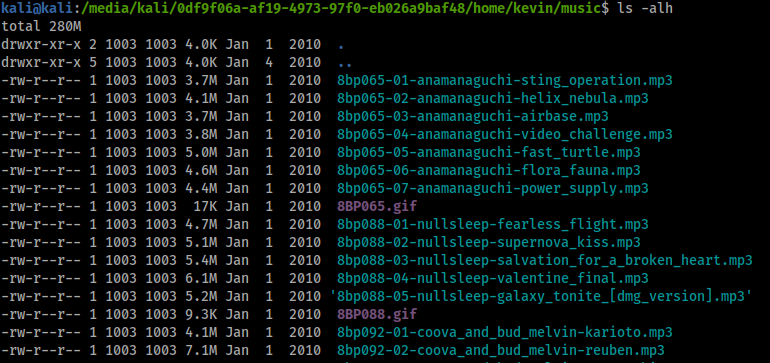 kali@kali:/media/kali/0df9f06a-af19-4973-97f0-eb026a9baf48/home/kevin/music$ ls -alh
total 280M
drwxr-xr-x 2 1003 1003 4.0K Jan  1  2010  .
drwxr-xr-x 5 1003 1003 4.0K Jan  4  2010  ..
-rw-r--r-- 1 1003 1003 3.7M Jan  1  2010  8bp065-01-anamanaguchi-sting_operation.mp3
-rw-r--r-- 1 1003 1003 4.1M Jan  1  2010  8bp065-02-anamanaguchi-helix_nebula.mp3
-rw-r--r-- 1 1003 1003 3.7M Jan  1  2010  8bp065-03-anamanaguchi-airbase.mp3
-rw-r--r-- 1 1003 1003 3.8M Jan  1  2010  8bp065-04-anamanaguchi-video_challenge.mp3
-rw-r--r-- 1 1003 1003 5.0M Jan  1  2010  8bp065-05-anamanaguchi-fast_turtle.mp3
-rw-r--r-- 1 1003 1003 4.6M Jan  1  2010  8bp065-06-anamanaguchi-flora_fauna.mp3
-rw-r--r-- 1 1003 1003 4.4M Jan  1  2010  8bp065-07-anamanaguchi-power_supply.mp3
-rw-r--r-- 1 1003 1003  17K Jan  1  2010  8BP065.gif
-rw-r--r-- 1 1003 1003 4.7M Jan  1  2010  8bp088-01-nullsleep-fearless_flight.mp3
-rw-r--r-- 1 1003 1003 5.1M Jan  1  2010  8bp088-02-nullsleep-supernova_kiss.mp3
-rw-r--r-- 1 1003 1003 5.4M Jan  1  2010  8bp088-03-nullsleep-salvation_for_a_broken_heart.mp3
-rw-r--r-- 1 1003 1003 6.1M Jan  1  2010  8bp088-04-nullsleep-valentine_final.mp3
-rw-r--r-- 1 1003 1003 5.2M Jan  1  2010 '8bp088-05-nullsleep-galaxy_tonite_[dmg_version].mp3'
-rw-r--r-- 1 1003 1003 9.3K Jan  1  2010  8BP088.gif
-rw-r--r-- 1 1003 1003 4.1M Jan  1  2010  8bp092-01-coova_and_bud_melvin-karioto.mp3
-rw-r--r-- 1 1003 1003 7.1M Jan  1  2010  8bp092-02-coova_and_bud_melvin-reuben.mp3